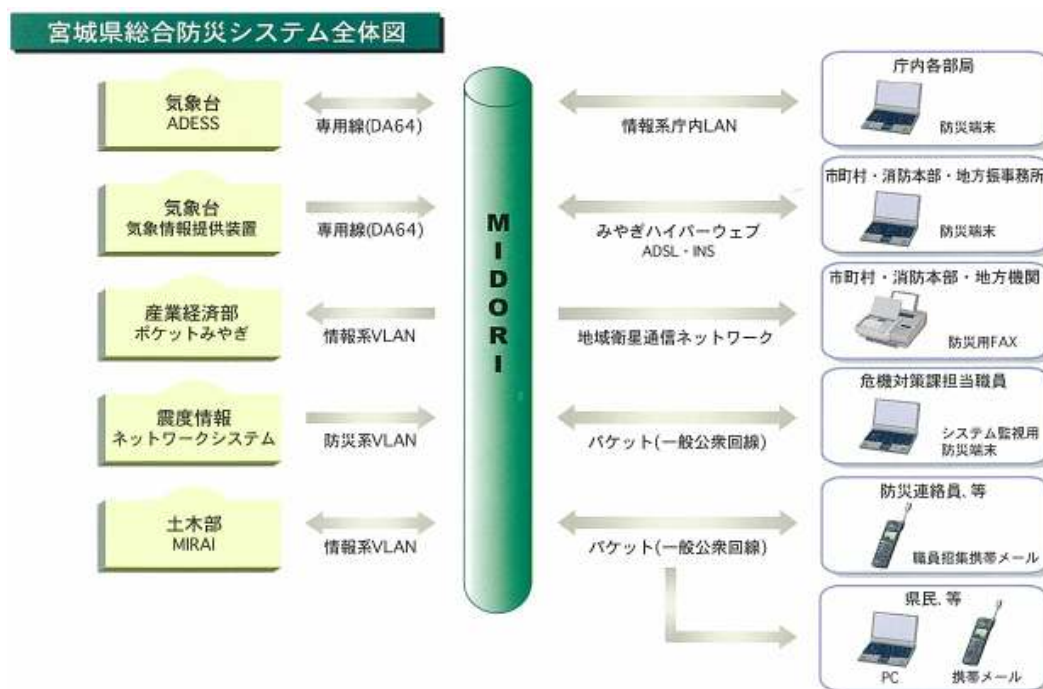 宮城県総合防災システム全体図
気象台
ADESS
専用線(DA64)
気象台
気象情報提供装置
専用線(DA64)
産業経済部
ポケットみやぎ
情報系VLAN
震度情報
ネットワークシステム
防災系VLAN
土木部
MIRAI
情報系VLAN
MIDORI
情報系庁内LAN
みやぎハイパーウェブ
ADSL・INS
地域衛星通信ネットワーク
パケット(一般公衆回線)
パケット(一般公衆回線)
庁内各部局
防災端末
市町村・消防本部・地方振事務所
防災端末
市町村・消防本部・地方機関
防災用FAX
危機対策課担当職員
システム監視用
防災端末
防災連絡員、等
職員招集携帯メール
県民、等
PC
携帯メール